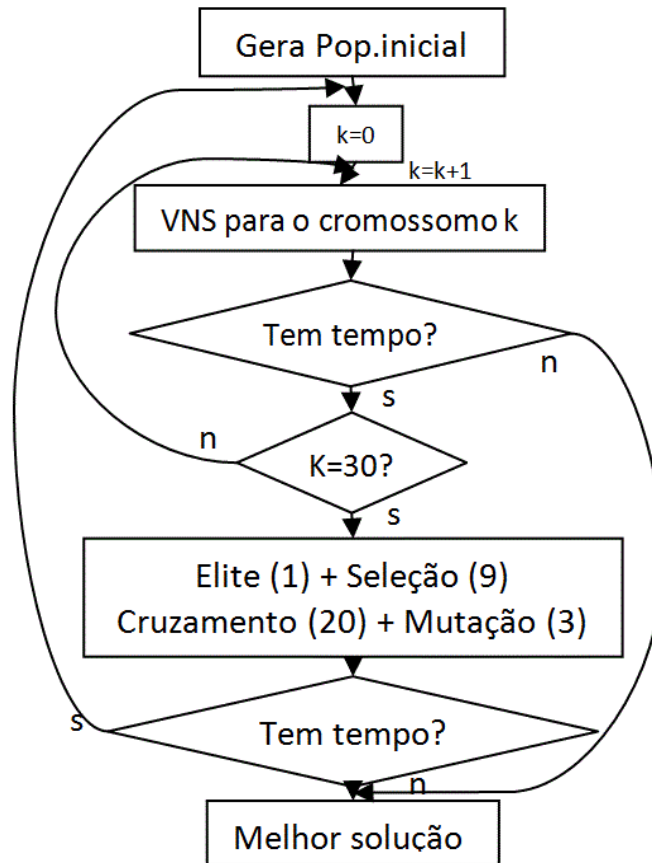 Gera Pop.inicial
k=0
k=k+1
VNS para o cromossomo k
Tem tempo?
n
s
n
K=30?
s
Elite (1) + Seleção (9)
Cruzamento (20) + Mutação (3)
s
Tem tempo?
n
Melhor solução